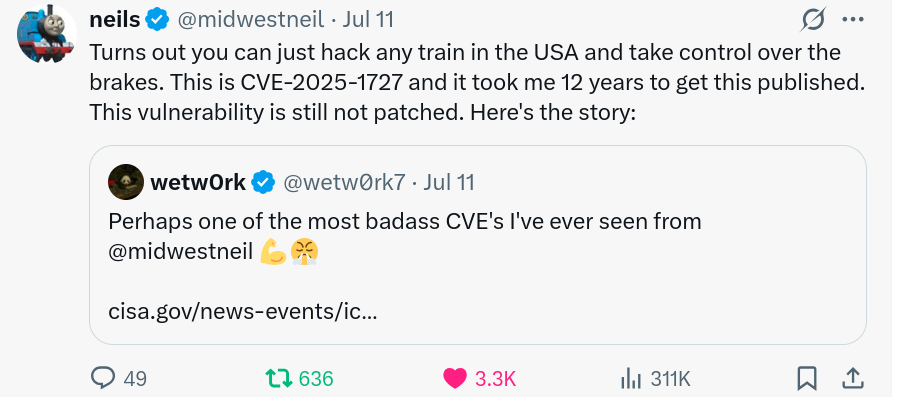 neils @midwestneil · Jul 11
Turns out you can just hack any train in the USA and take control over the
brakes. This is CVE-2025-1727 and it took me 12 years to get this published.
This vulnerability is still not patched. Here's the story:
wetw0rk @wetw0rk7 · Jul 11
Perhaps one of the most badass CVE's I've ever seen from
@midwestneil 💪😤
cisa.gov/news-events/ic...
49 636 3.3K 311K